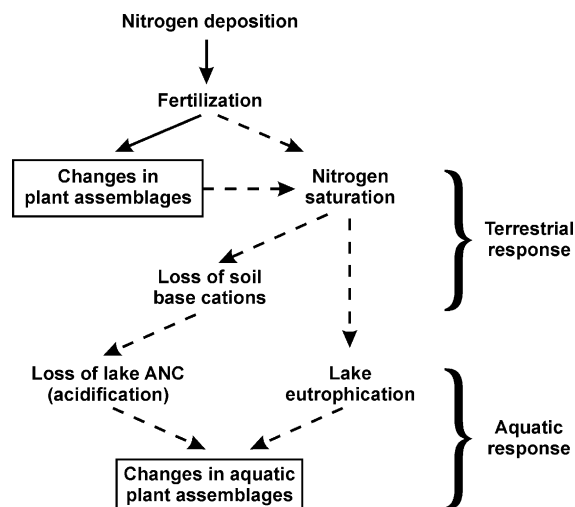 Nitrogen deposition
Fertilization
Changes in
plant assemblages
Nitrogen
saturation
Terrestrial
response
Loss of soil
base cations
Loss of lake ANC
(acidification)
Lake
eutrophication
Aquatic
response
Changes in aquatic
plant assemblages